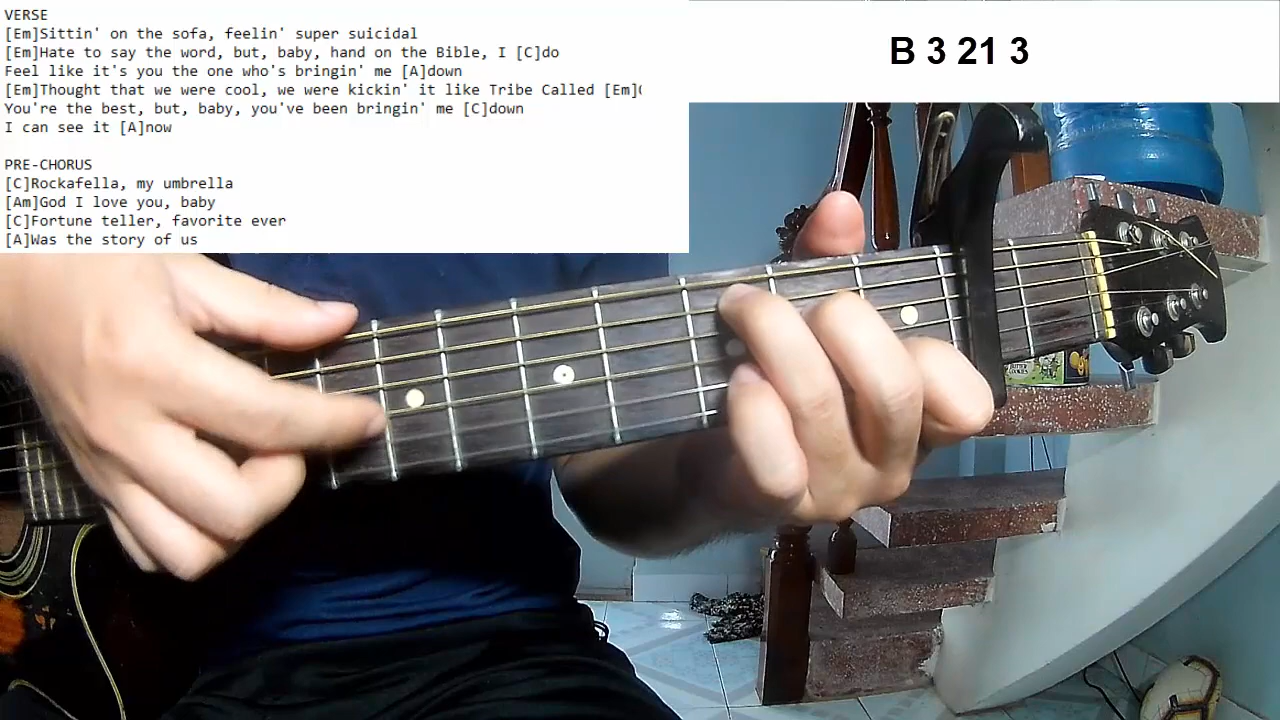 VERSE
[Em]Sittin' on the sofa, feelin' super suicidal
[Em]Hate to say the word, but, baby, hand on the Bible, I [C]do
Feel like it's you the one who's bringin' me [A]down
[Em]Thought that we were cool, we were kickin' it like Tribe Called [Em]
You're the best, but, baby, you've been bringin' me [C]down
I can see it [A]now
PRE-CHORUS
[C]Rockafella, my umbrella
[Am]God I love you, baby
[C]Fortune teller, favorite ever
[A]Was the story of us
B 3 21 3